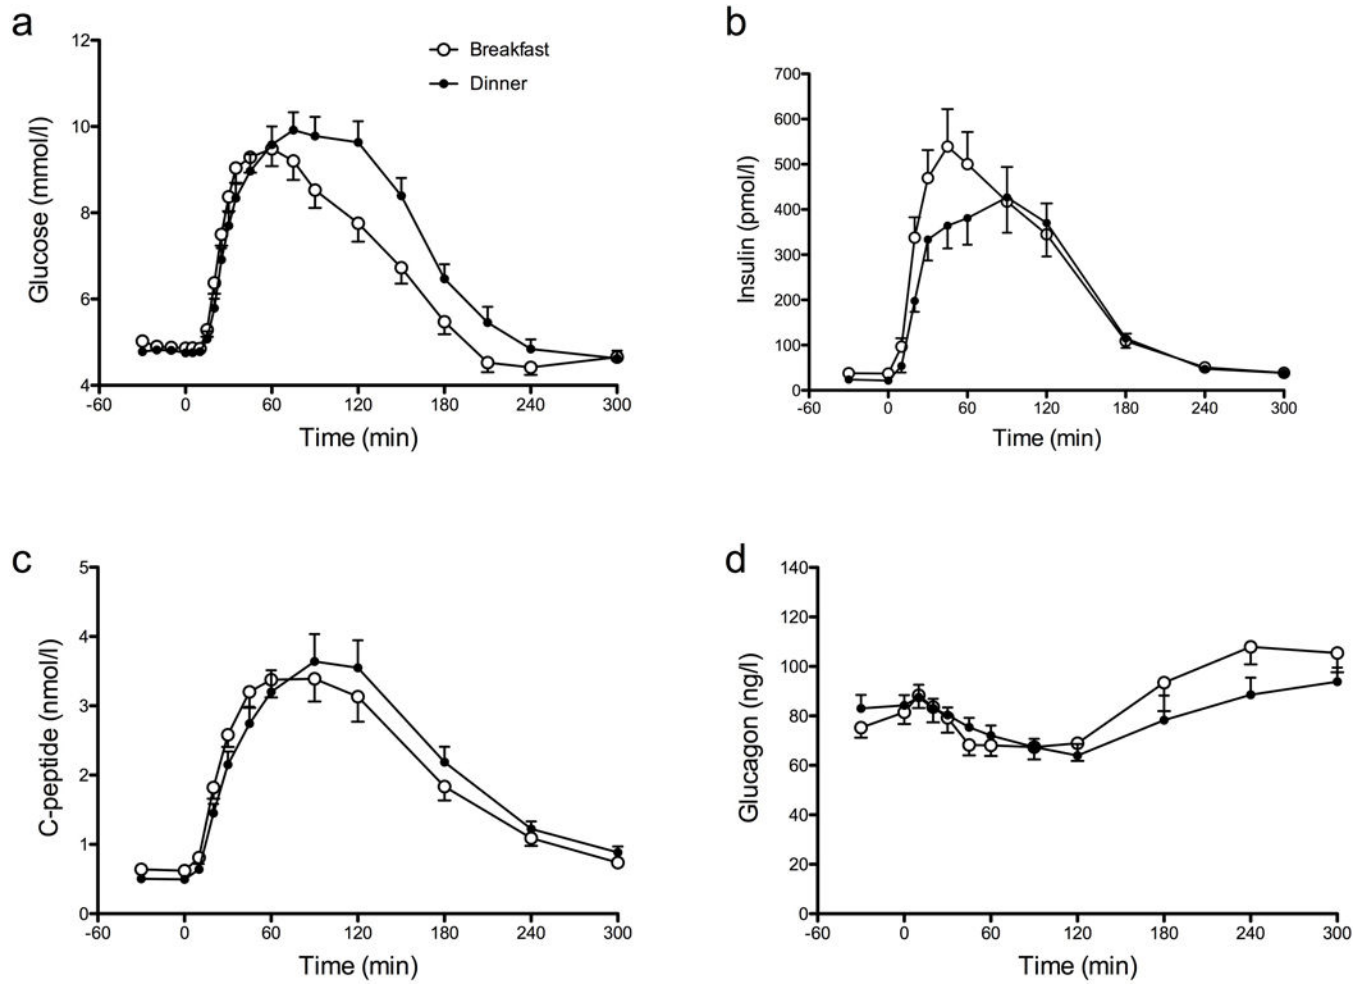 a
Glucose (mmol/l)
12
10
8
6
4
-60 0 60 120 180 240 300
Time (min)
Breakfast
Dinner
b
Insulin (pmol/l)
700
600
500
400
300
200
100
0
-60 0 60 120 180 240 300
Time (min)
c
C-peptide (nmol/l)
5
4
3
2
1
0
-60 0 60 120 180 240 300
Time (min)
d
Glucagon (ng/l)
140
120
100
80
60
40
20
0
-60 0 60 120 180 240 300
Time (min)